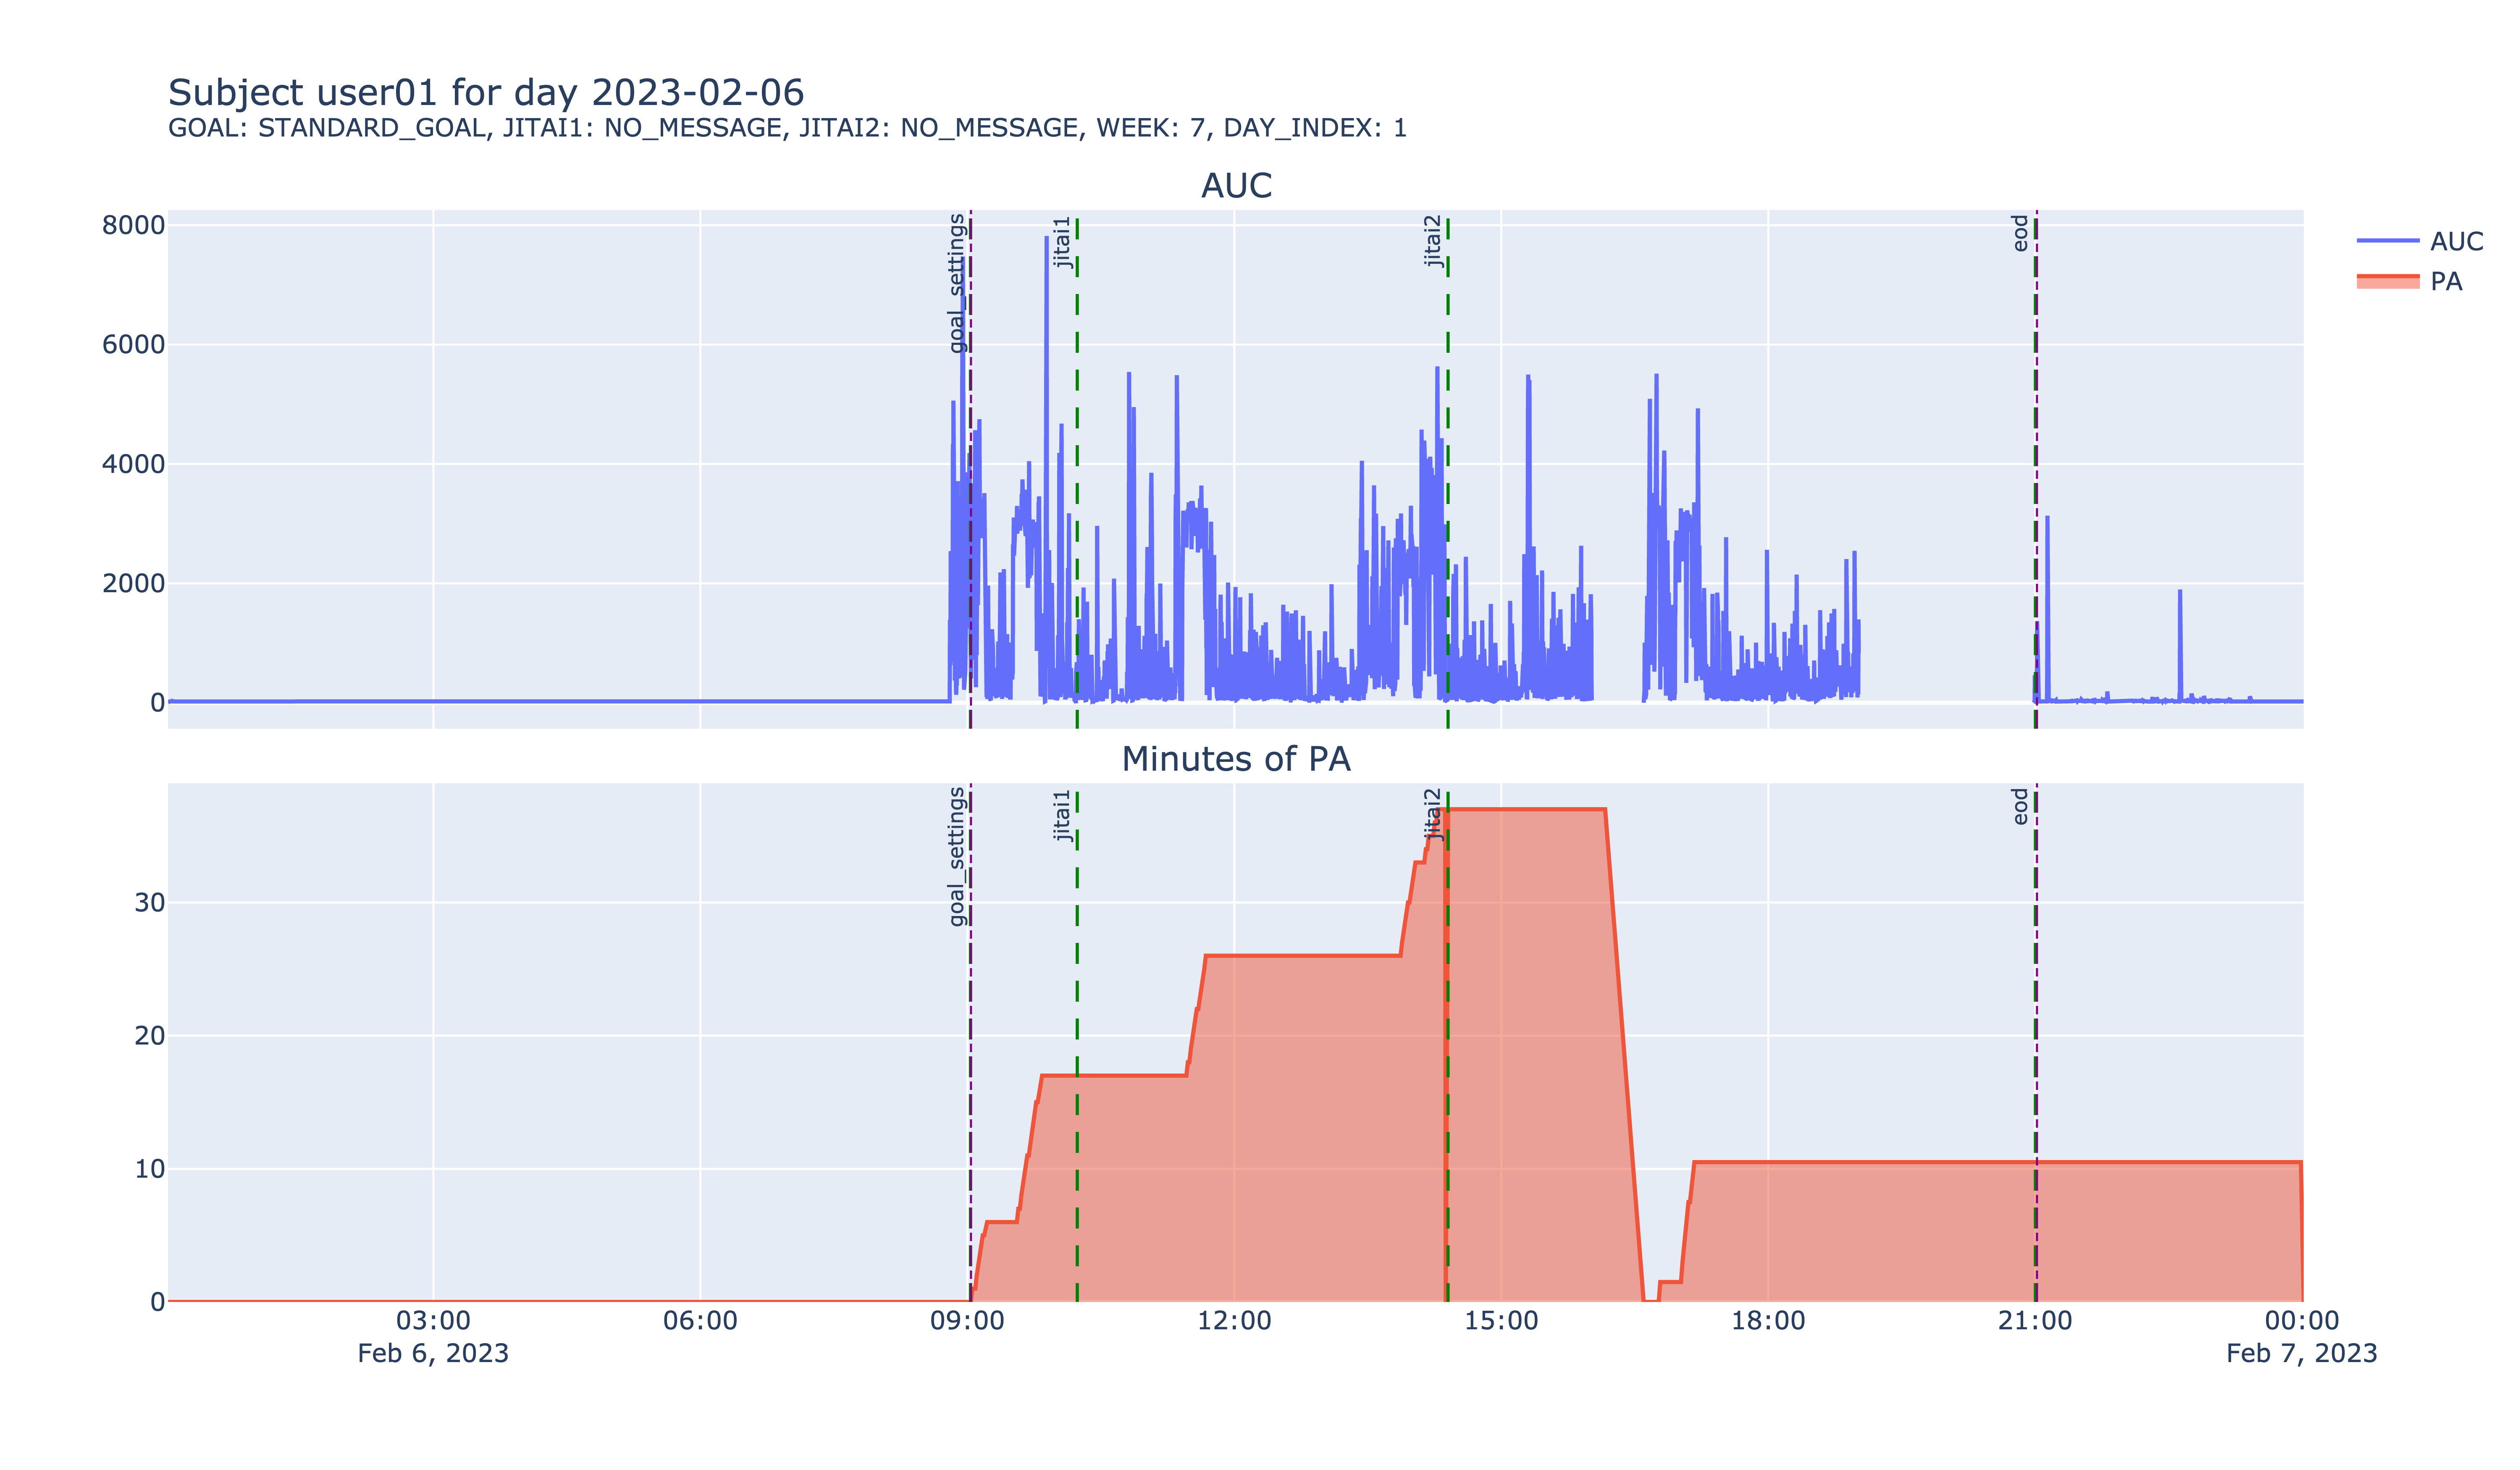 Subject user01 for day 2023-02-06
GOAL: STANDARD_GOAL, JITAI1: NO_MESSAGE, JITAI2: NO_MESSAGE, WEEK: 7, DAY_INDEX: 1
AUC
8000
6000
4000
2000
0
goal_settings
jitai1
jitai2
eod
AUC
PA
Minutes of PA
30
20
10
0
goal_settings
jitai1
jitai2
eod
03:00 06:00 09:00 12:00 15:00 18:00 21:00 00:00
Feb 6, 2023 Feb 7, 2023